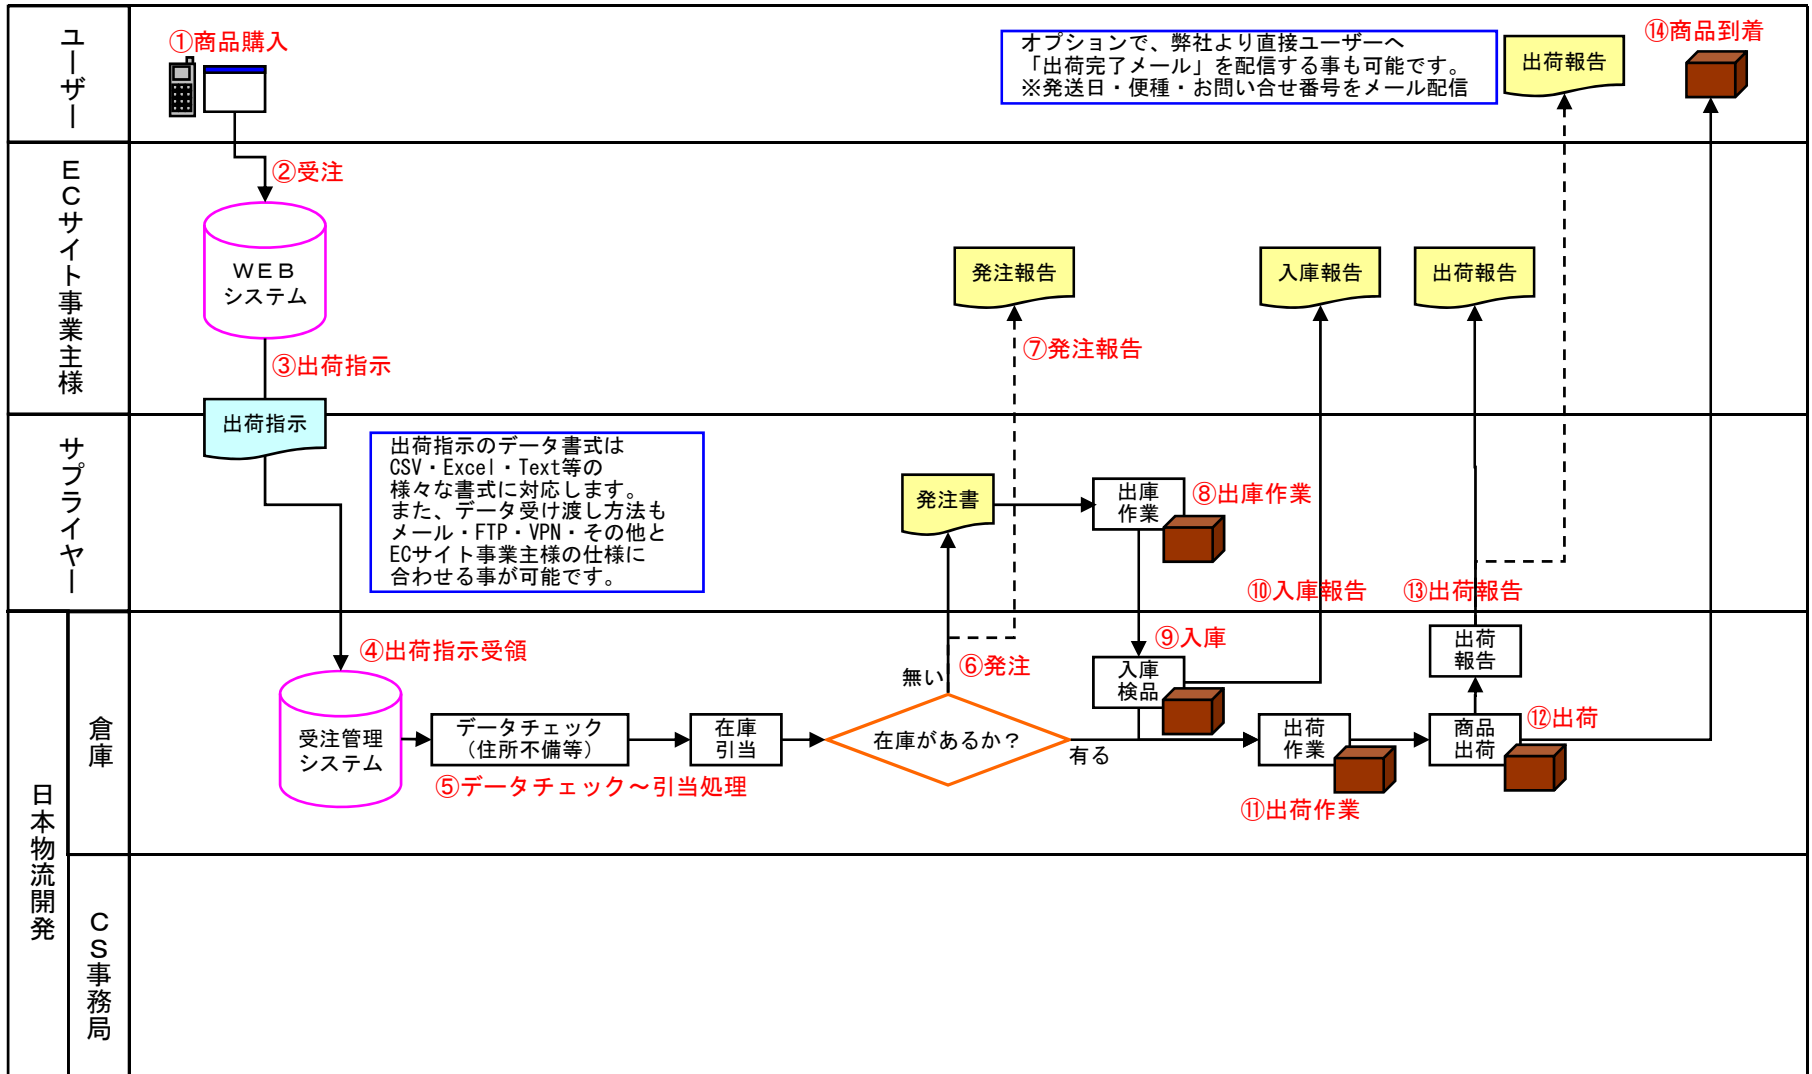 ユーザー
①商品購入
オプションで、弊社より直接ユーザーへ
「出荷完了メール」を配信する事も可能です。
※発送日・便種・お問い合せ番号をメール配信
出荷報告
⑭商品到着
ECサイト事業主様
②受注
WEB
システム
③出荷指示
発注報告
⑦発注報告
入庫報告
出荷報告
サプライヤー
出荷指示
出荷指示のデータ書式は
CSV・Excel・Text等の
様々な書式に対応します。
また、データ受け渡し方法も
メール・FTP・VPN・その他と
ECサイト事業主様の仕様に
合わせる事が可能です。
発注書
出庫
作業
⑧出庫作業
⑩入庫報告
⑬出荷報告
日本物流開発
倉庫
④出荷指示受領
受注管理
システム
データチェック
(住所不備等)
在庫
引当
⑤データチェック～引当処理
無い
⑥発注
在庫があるか?
有る
⑨入庫
入庫
検品
出荷
作業
⑪出荷作業
出荷
報告
商品
出荷
⑫出荷
CS事務局